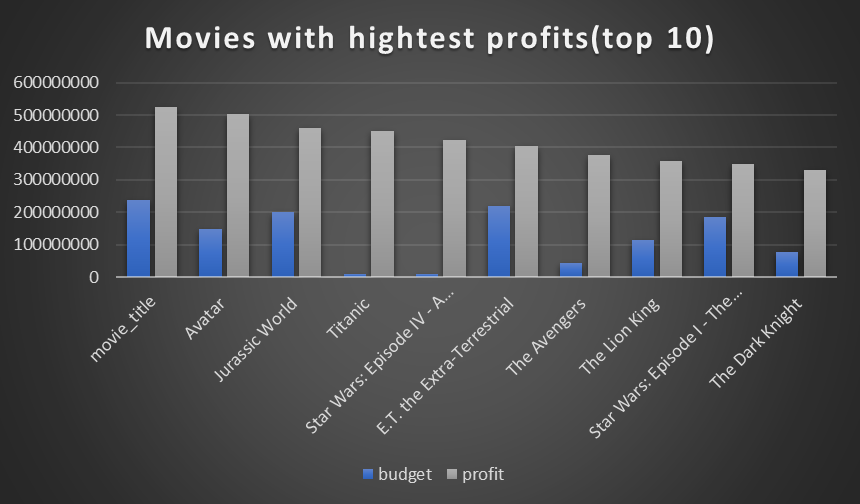 Movies with hightest profits(top 10)
600000000
500000000
400000000
300000000
200000000
100000000
0
movie_title
Avatar
Jurassic World
Titanic
Star Wars: Episode IV - A...
E.T. the Extra-Terrestrial
The Avengers
The Lion King
Star Wars: Episode I - The...
The Dark Knight
budget profit